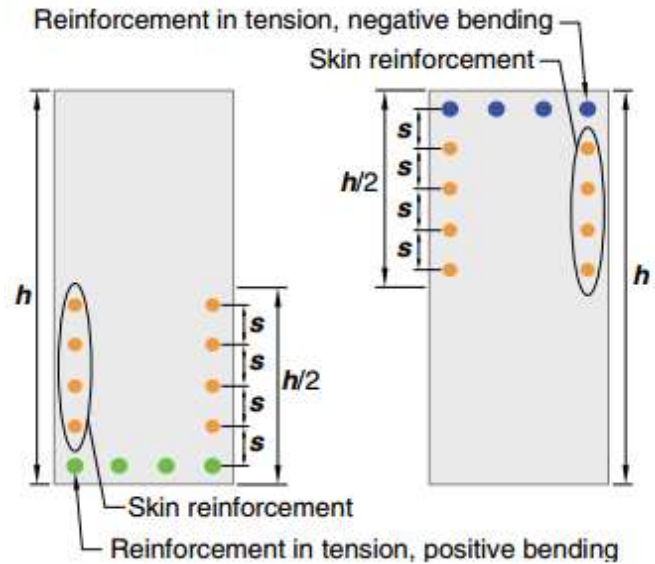 Reinforcement in tension, negative bending
Skin reinforcement
s
s
h/2
s
s
h
h
s
s
h/2
s
s
Skin reinforcement
Reinforcement in tension, positive bending